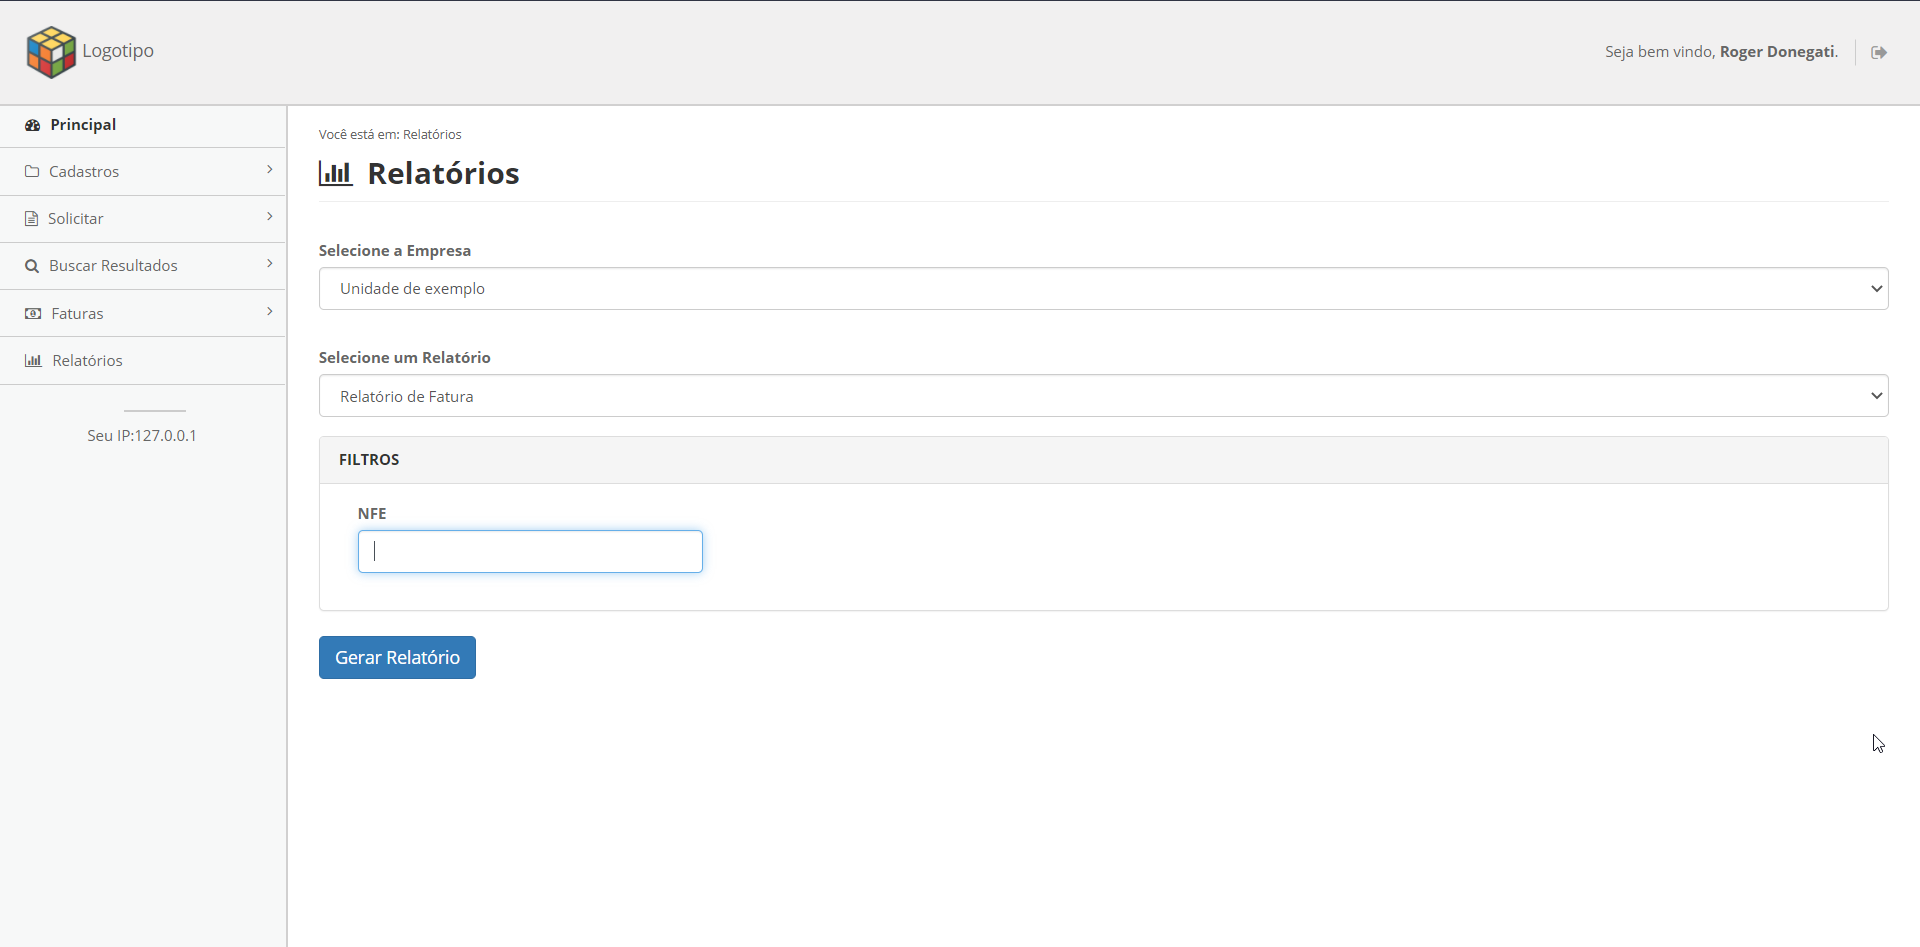 Logotipo
Seja bem vindo, Roger Donegati.
Principal
Cadastros
Solicitar
Buscar Resultados
Faturas
Relatórios
Seu IP:127.0.0.1
Você está em: Relatórios
Relatórios
Selecione a Empresa
Unidade de exemplo
Selecione um Relatório
Relatório de Fatura
FILTROS
NFE
Gerar Relatório